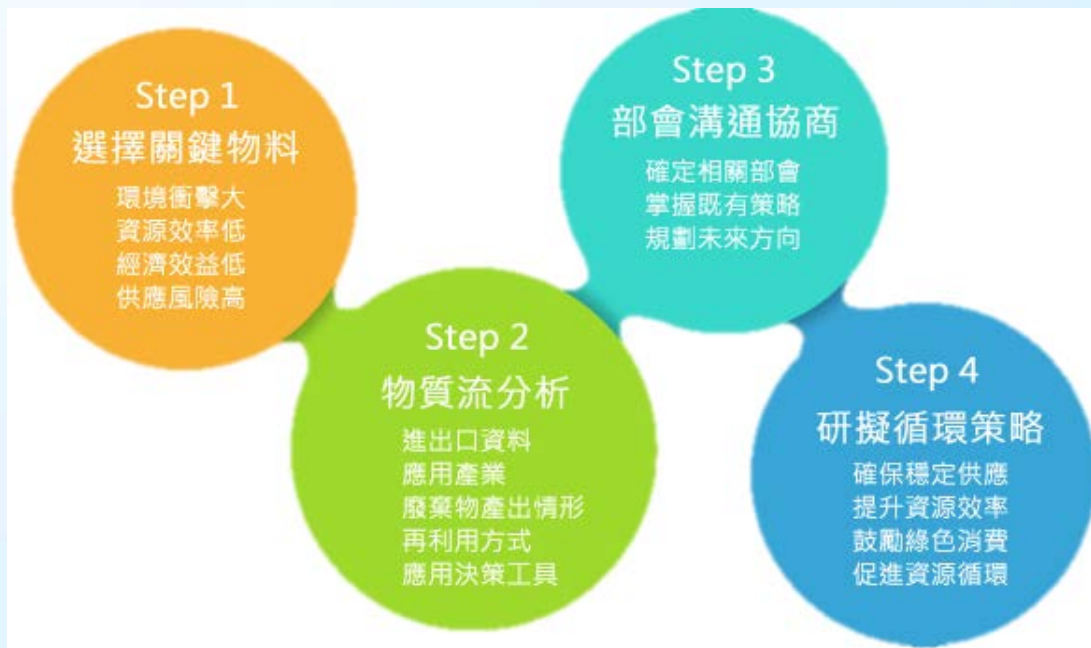 Step 1
選擇關鍵物料
環境衝擊大
資源效率低
經濟效益低
供應風險高
Step 2
物質流分析
進出口資料
應用產業
廢棄物產出情形
再利用方式
應用決策工具
Step 3
部會溝通協商
確定相關部會
掌握既有策略
規劃未來方向
Step 4
研擬循環策略
確保穩定供應
提升資源效率
鼓勵綠色消費
促進資源循環